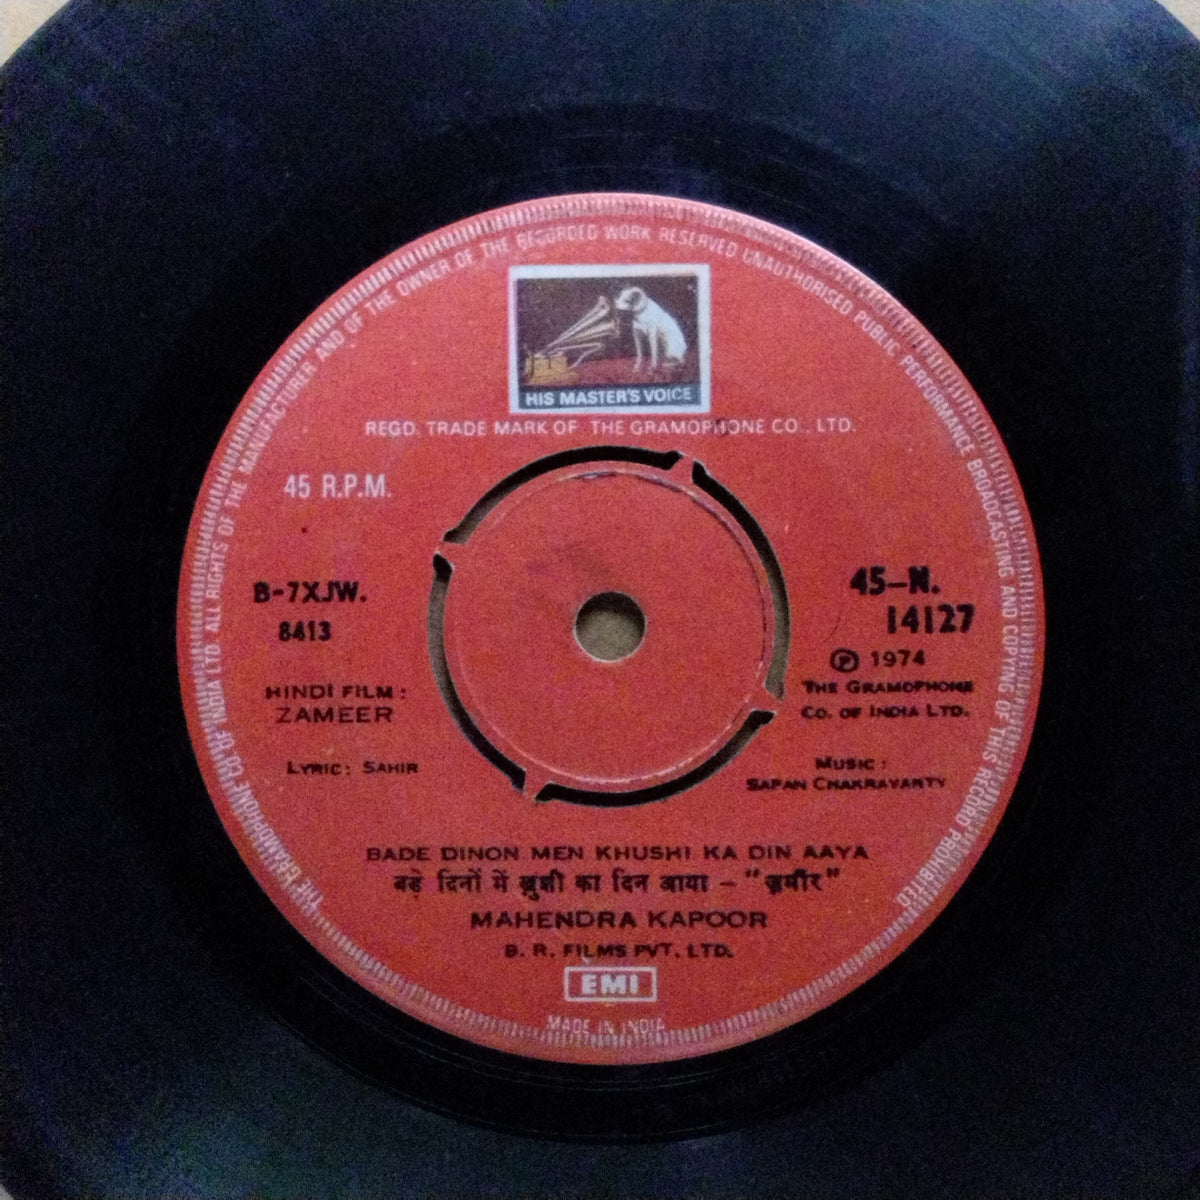 THE GRAMOPHONE CO. OF INDIA LTD. ALL RIGHTS OF THE MANUFACTURER AND OF THE OWNER OF THE RECORDED WORK RESERVED UNAUTHORISED PUBLIC PERFORMANCE BROADCASTING AND COPYING OF THIS RECORD PROHIBITED
HIS MASTER'S VOICE
REGD. TRADE MARK OF THE GRAMOPHONE CO., LTD.
45 R.P.M.
B-7XJW.
8413
45-N.
14127
Ⓟ 1974
THE GRAMOPHONE
CO. OF INDIA LTD.
HINDI FILM :
ZAMEER
LYRIC: SAHIR
MUSIC :
SAPAN CHAKRAVARTY
BADE DINON MEN KHUSHI KA DIN AAYA
बड़े दिनों में ख़ुशी का दिन आया - "ज़मीर"
MAHENDRA KAPOOR
B. R. FILMS PVT. LTD.
EMI
MADE IN INDIA